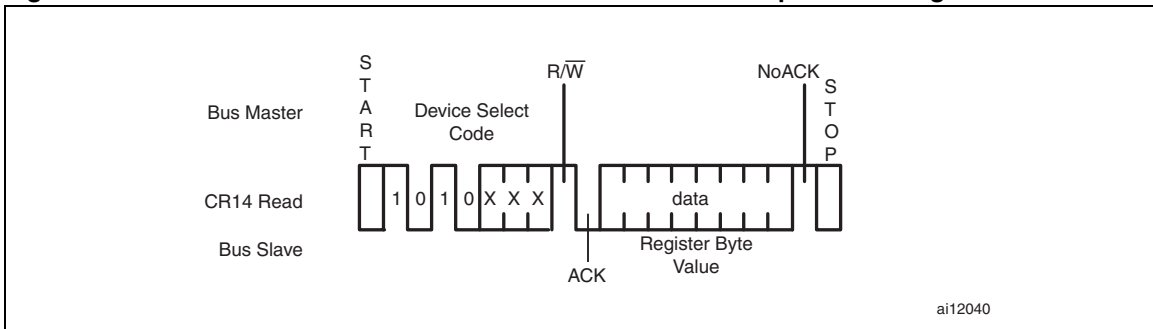 S
T
A
R
T
R/W̅
NoACK
S
T
O
P
Bus Master
Device Select
Code
CR14 Read
1 0 1 0 X X X
data
Bus Slave
Register Byte
Value
ACK
ai12040